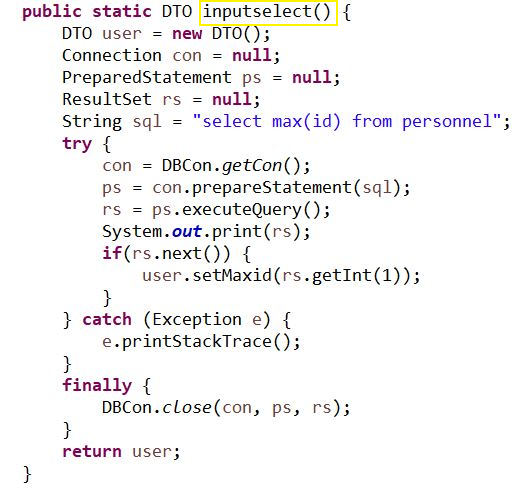 public static DTO inputselect() {
    DTO user = new DTO();
    Connection con = null;
    PreparedStatement ps = null;
    ResultSet rs = null;
    String sql = "select max(id) from personnel";
    try {
        con = DBCon.getCon();
        ps = con.prepareStatement(sql);
        rs = ps.executeQuery();
        System.out.print(rs);
        if(rs.next()) {
            user.setMaxid(rs.getInt(1));
        }
    } catch (Exception e) {
        e.printStackTrace();
    }
    finally {
        DBCon.close(con, ps, rs);
    }
    return user;
}